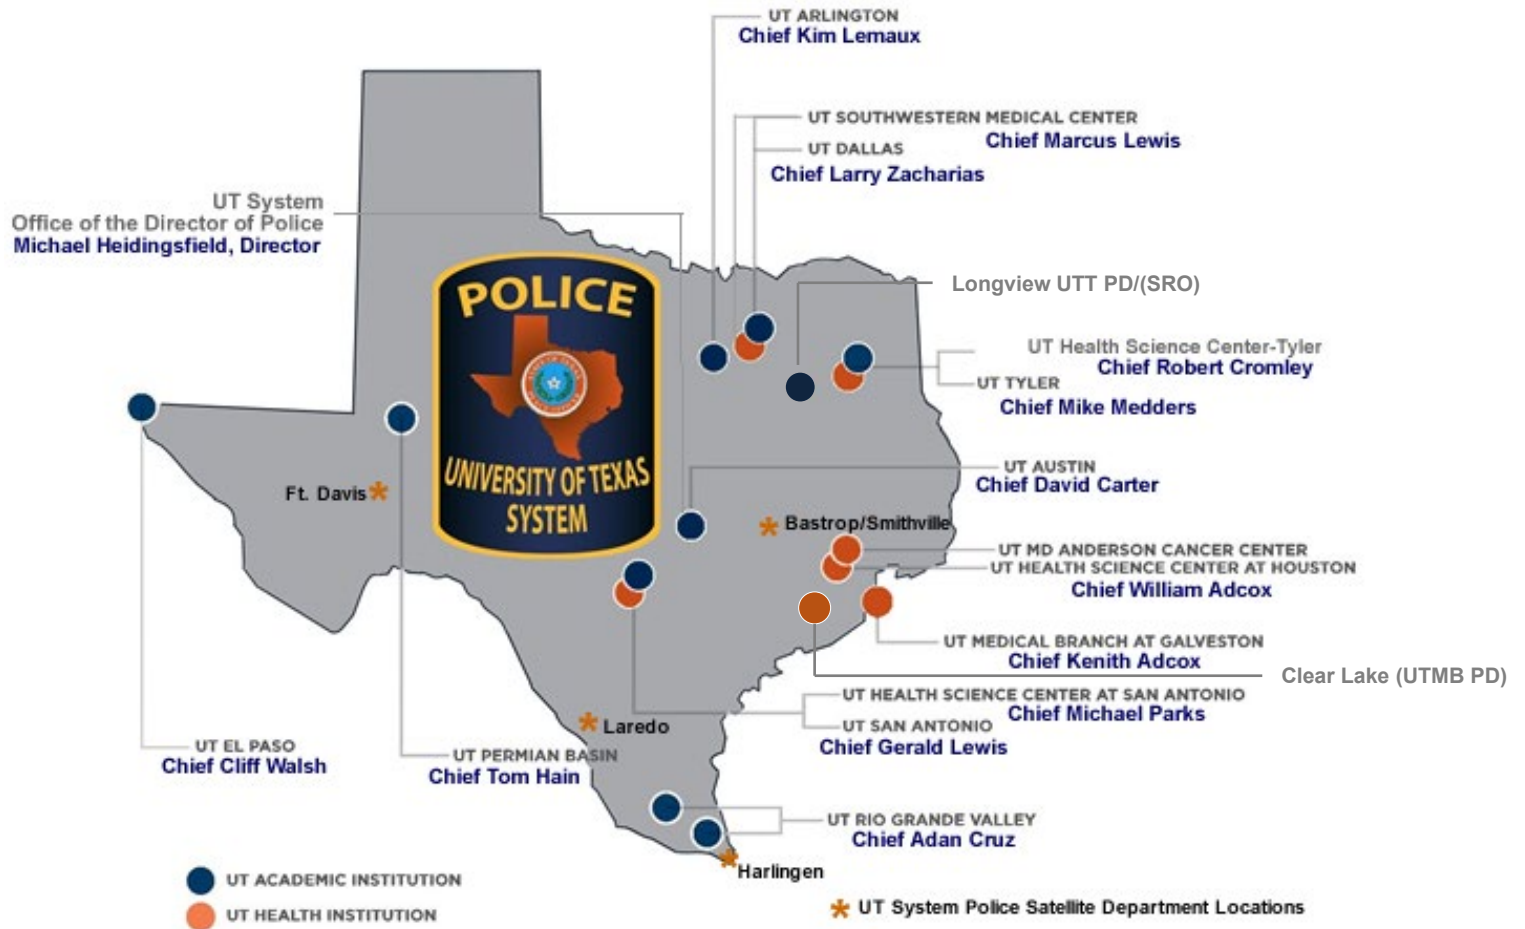 UT ARLINGTON
Chief Kim Lemaux
UT SOUTHWESTERN MEDICAL CENTER
Chief Marcus Lewis
UT DALLAS
Chief Larry Zacharias
UT System
Office of the Director of Police
Michael Heidingsfield, Director
POLICE
UNIVERSITY OF TEXAS
SYSTEM
Longview UTT PD/(SRO)
UT Health Science Center-Tyler
Chief Robert Cromley
UT TYLER
Chief Mike Medders
UT AUSTIN
Chief David Carter
Ft. Davis
Bastrop/Smithville
UT MD ANDERSON CANCER CENTER
UT HEALTH SCIENCE CENTER AT HOUSTON
Chief William Adcox
UT MEDICAL BRANCH AT GALVESTON
Chief Kenith Adcox
Clear Lake (UTMB PD)
UT HEALTH SCIENCE CENTER AT SAN ANTONIO
Chief Michael Parks
UT SAN ANTONIO
Chief Gerald Lewis
Laredo
UT EL PASO
Chief Cliff Walsh
UT PERMIAN BASIN
Chief Tom Hain
UT RIO GRANDE VALLEY
Chief Adan Cruz
Harlingen
UT ACADEMIC INSTITUTION
UT HEALTH INSTITUTION
* UT System Police Satellite Department Locations